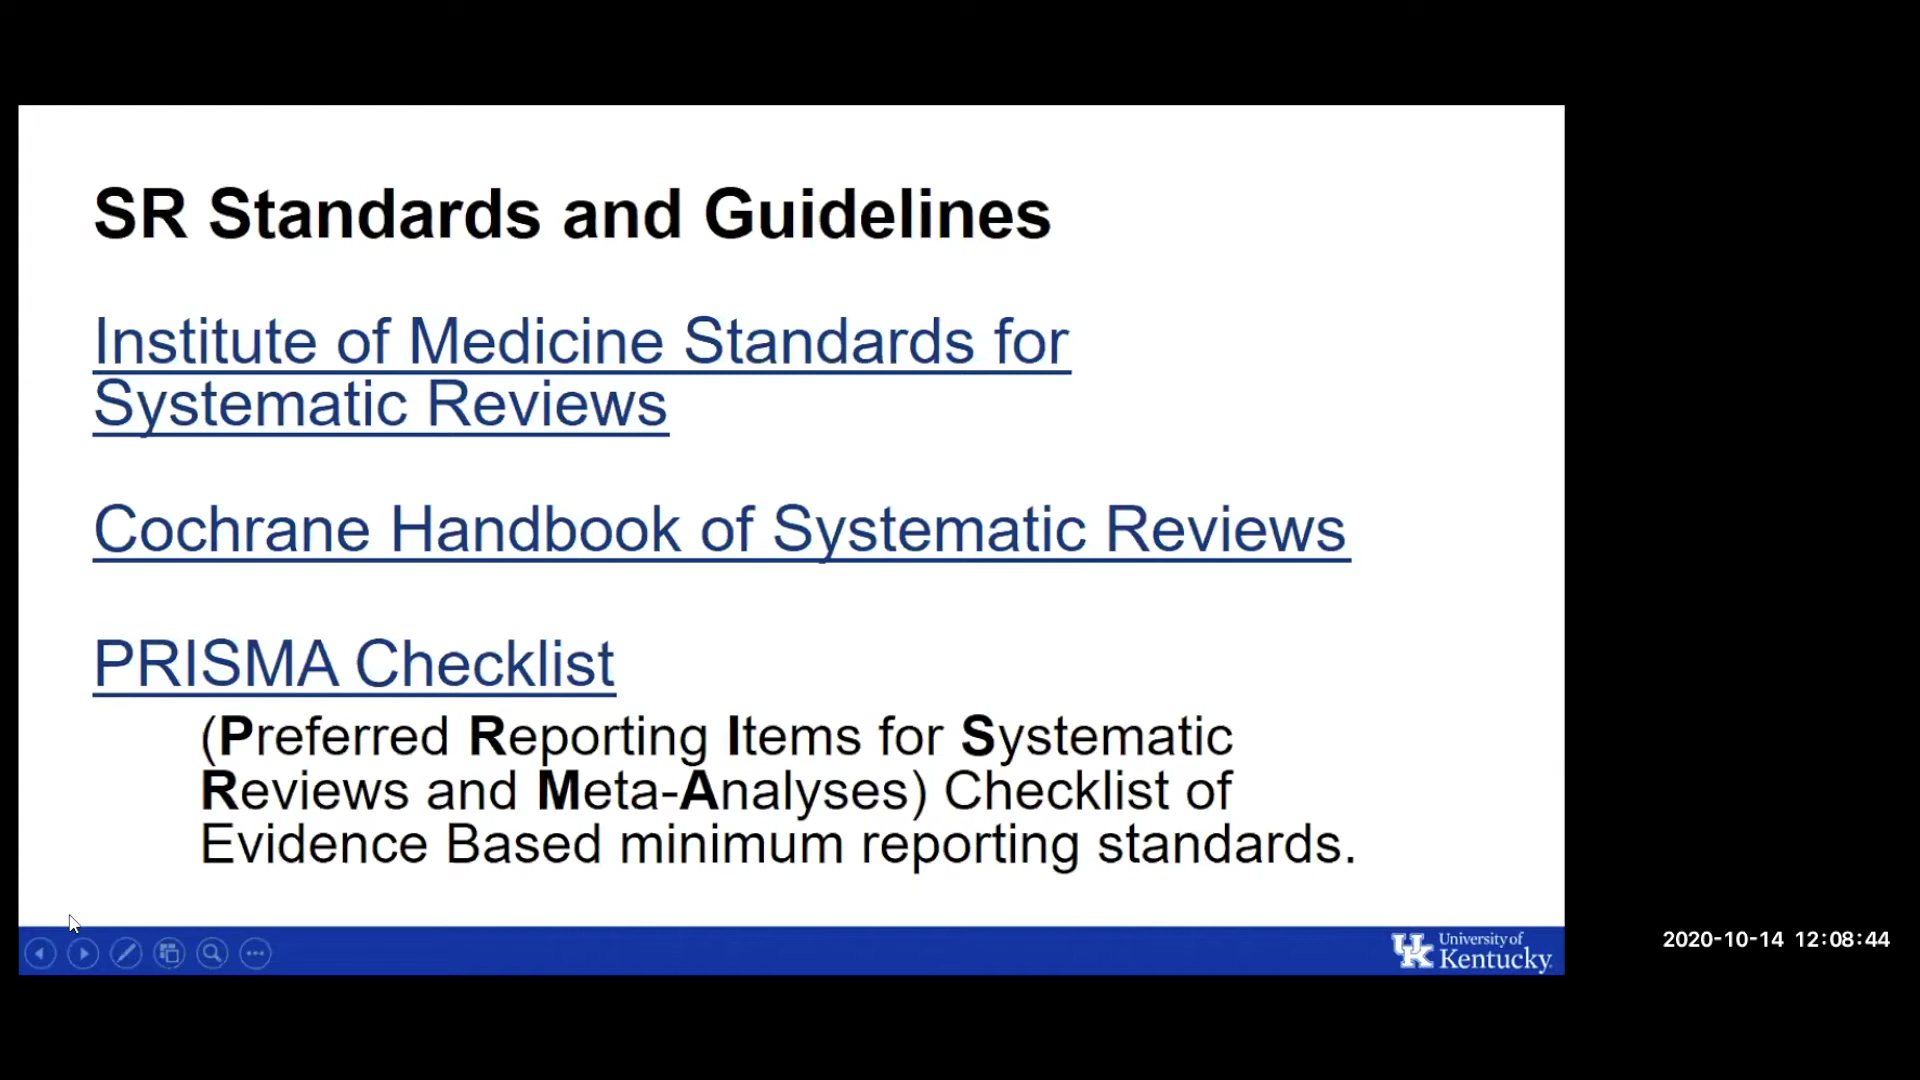 SR Standards and Guidelines
Institute of Medicine Standards for
Systematic Reviews
Cochrane Handbook of Systematic Reviews
PRISMA Checklist
(Preferred Reporting Items for Systematic
Reviews and Meta-Analyses) Checklist of
Evidence Based minimum reporting standards.
UK
University of
Kentucky
2020-10-14 12:08:44